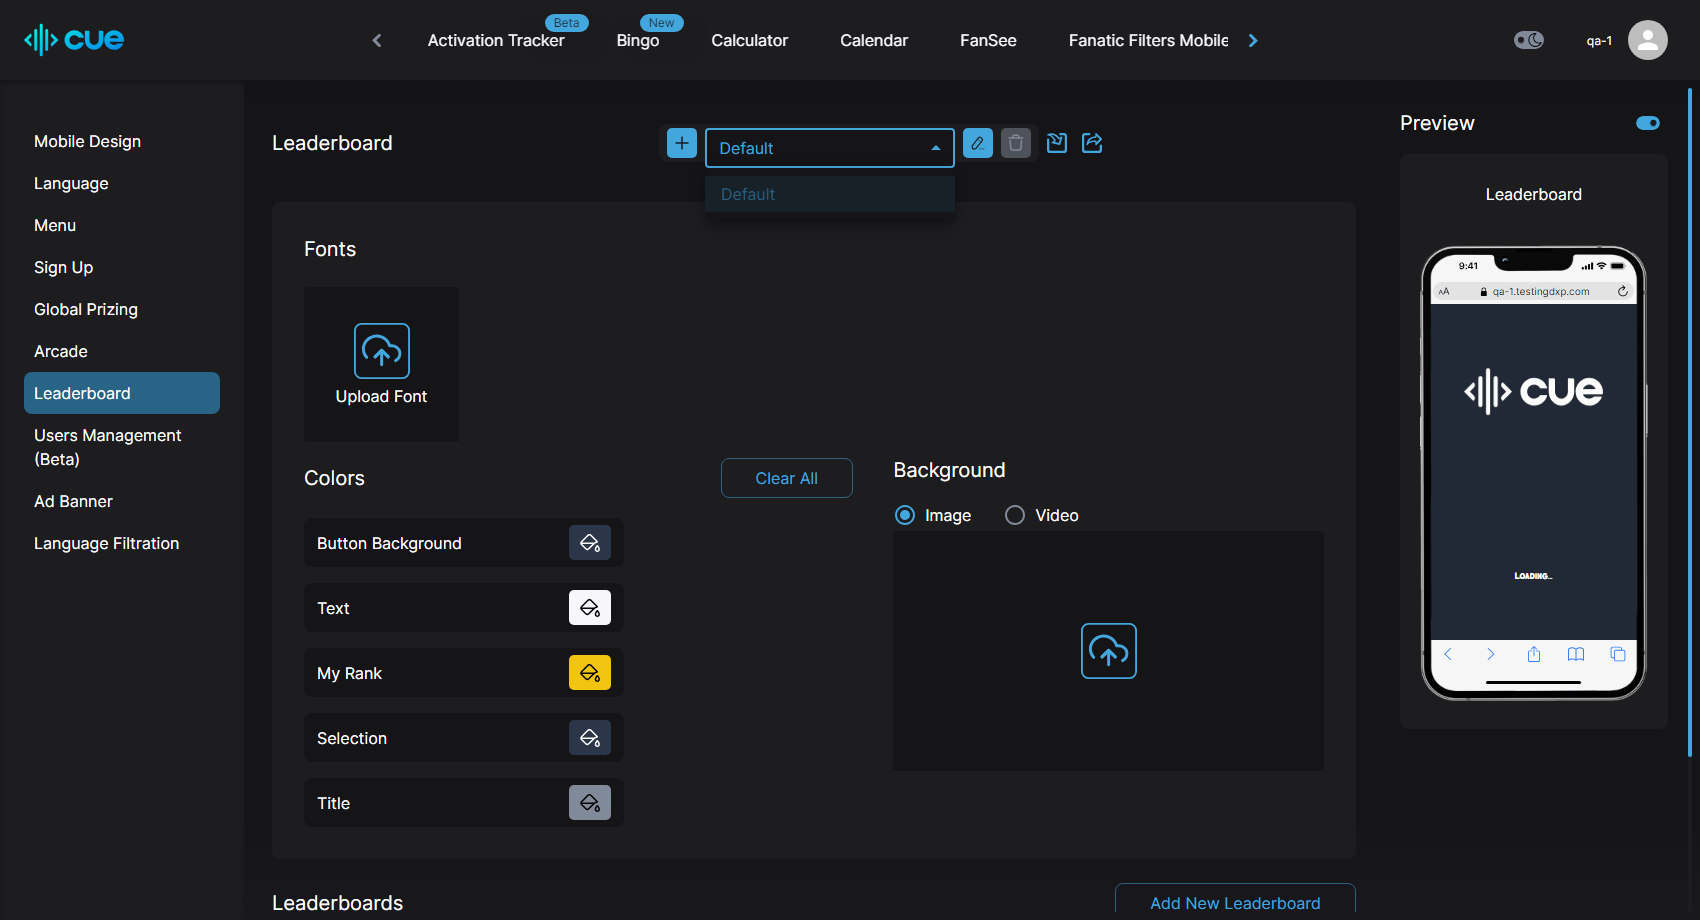 cue
Activation Tracker
Beta
Bingo
New
Calculator
Calendar
FanSee
Fanatic Filters Mobile
qa-1
Mobile Design
Language
Menu
Sign Up
Global Prizing
Arcade
Leaderboard
Users Management
(Beta)
Ad Banner
Language Filtration
Leaderboard
Default
Default
Fonts
Upload Font
Colors
Clear All
Button Background
Text
My Rank
Selection
Title
Background
Image
Video
Leaderboards
Add New Leaderboard
Preview
Leaderboard
9:41
AA
qa-1.testingdxp.com
cue
LOADING...